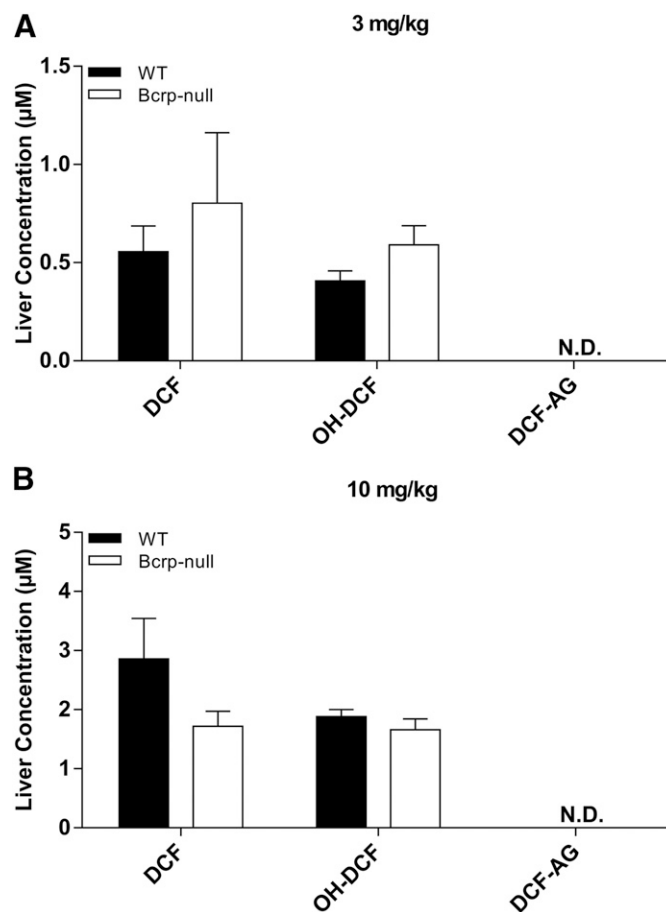 A
3 mg/kg
Liver Concentration (µM)
1.5
1.0
0.5
0.0
WT
Bcrp-null
N.D.
DCF
OH-DCF
DCF-AG
B
10 mg/kg
Liver Concentration (µM)
5
4
3
2
1
0
WT
Bcrp-null
N.D.
DCF
OH-DCF
DCF-AG